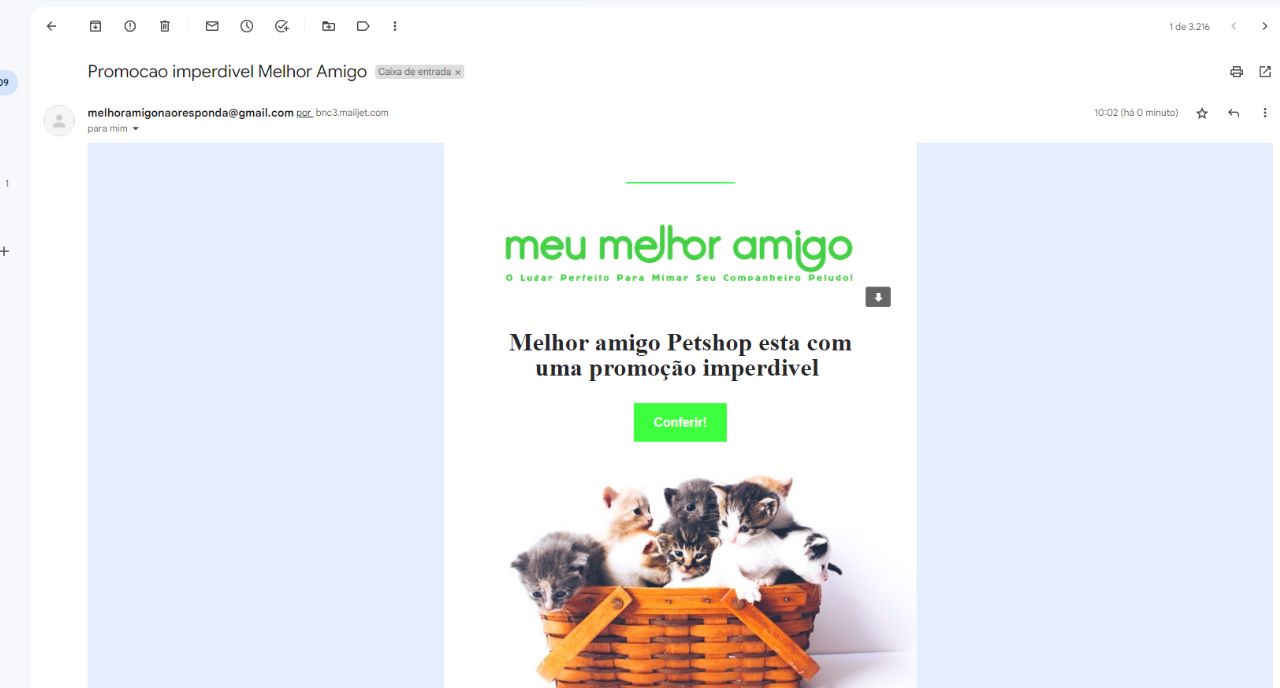 1 de 3.216
Promocao imperdivel Melhor Amigo Caixa de entrada ×
09
melhoramigonaoresponda@gmail.com por bnc3.mailjet.com 10:02 (há 0 minuto)
para mim
1
meu melhor amigo
O Lugar Perfeito Para Mimar Seu Companheiro Peludo!
Melhor amigo Petshop esta com
uma promoção imperdivel
Conferir!